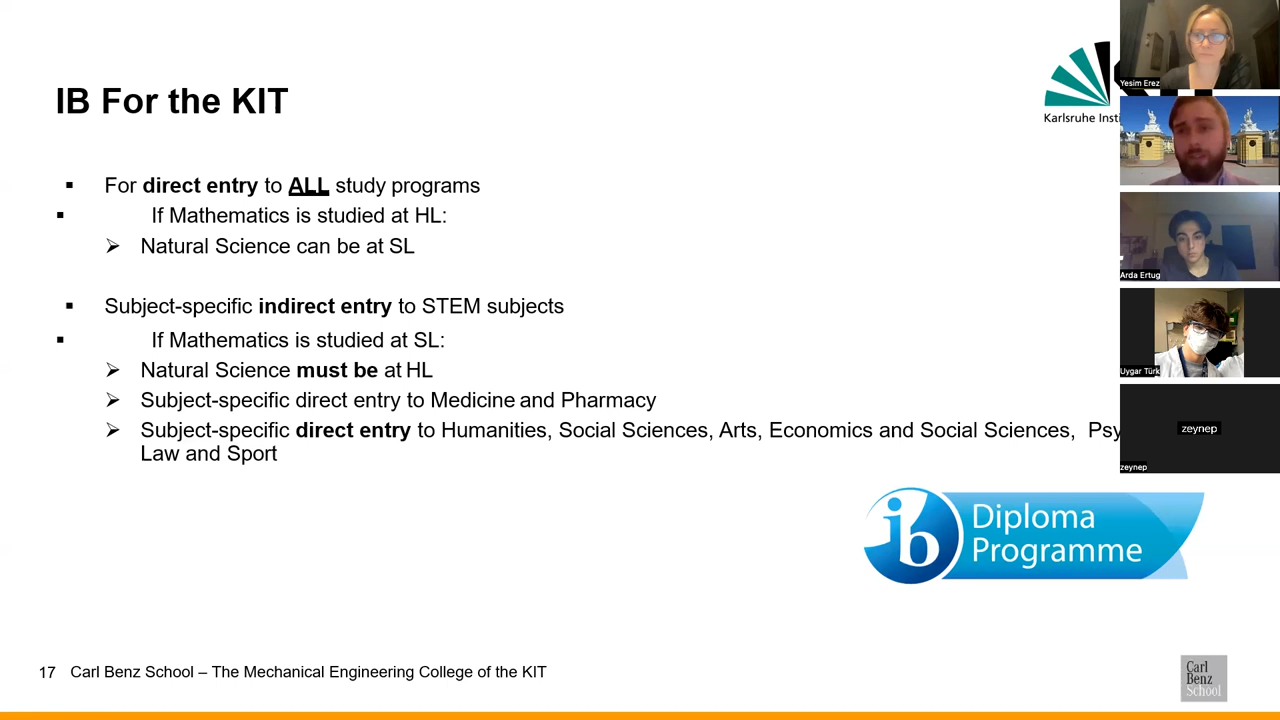 IB For the KIT
Karlsruhe
▪ For direct entry to ALL study programs
▪ If Mathematics is studied at HL:
➢ Natural Science can be at SL
▪ Subject-specific indirect entry to STEM subjects
▪ If Mathematics is studied at SL:
➢ Natural Science must be at HL
➢ Subject-specific direct entry to Medicine and Pharmacy
➢ Subject-specific direct entry to Humanities, Social Sciences, Arts, Economics and Social Sciences,
Law and Sport
ib Diploma
Programme
17 Carl Benz School – The Mechanical Engineering College of the KIT
Carl
Benz
School
Yesim Erez
Arda Ertug
Uygar Türk
zeynep
zeynep